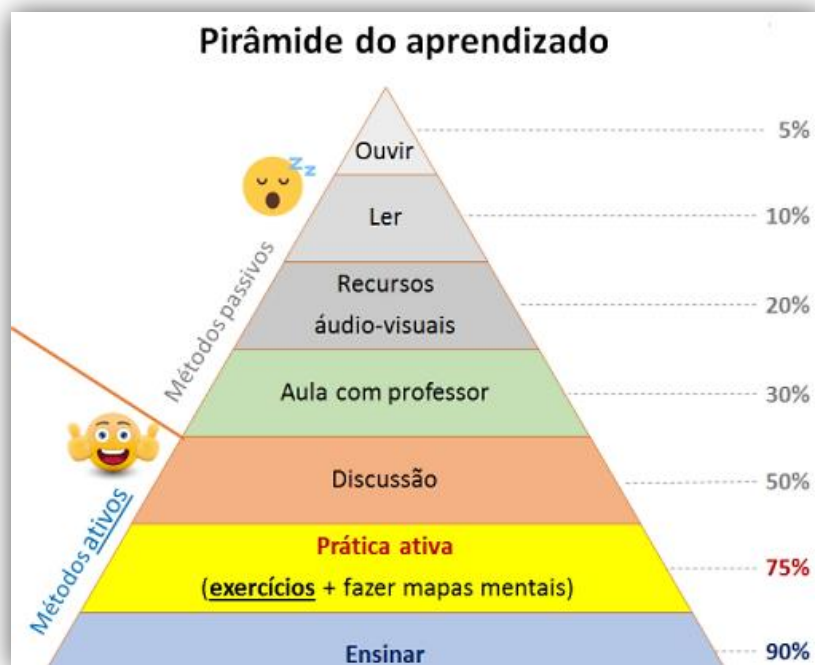 Pirâmide do aprendizado
Ouvir
5%
Ler
10%
Recursos
áudio-visuais
20%
Aula com professor
30%
Discussão
50%
Prática ativa
(exercícios + fazer mapas mentais)
75%
Ensinar
90%
Métodos passivos
Métodos ativos
zz